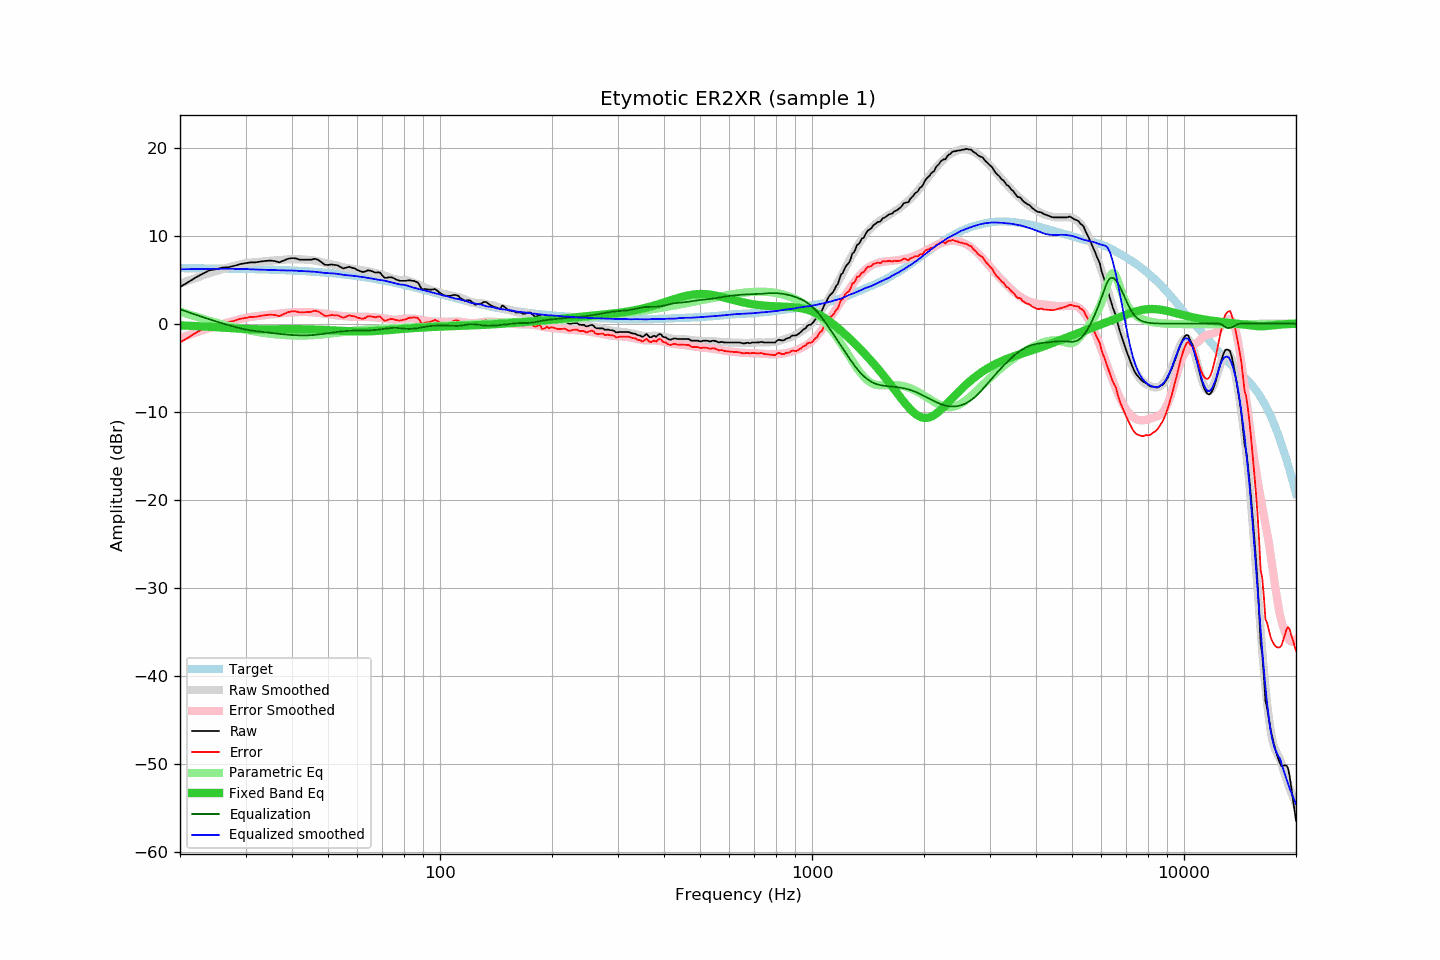 Etymotic ER2XR (sample 1)
20
10
0
−10
−20
−30
−40
−50
−60
Amplitude (dBr)
Target
Raw Smoothed
Error Smoothed
Raw
Error
Parametric Eq
Fixed Band Eq
Equalization
Equalized smoothed
100
1000
10000
Frequency (Hz)